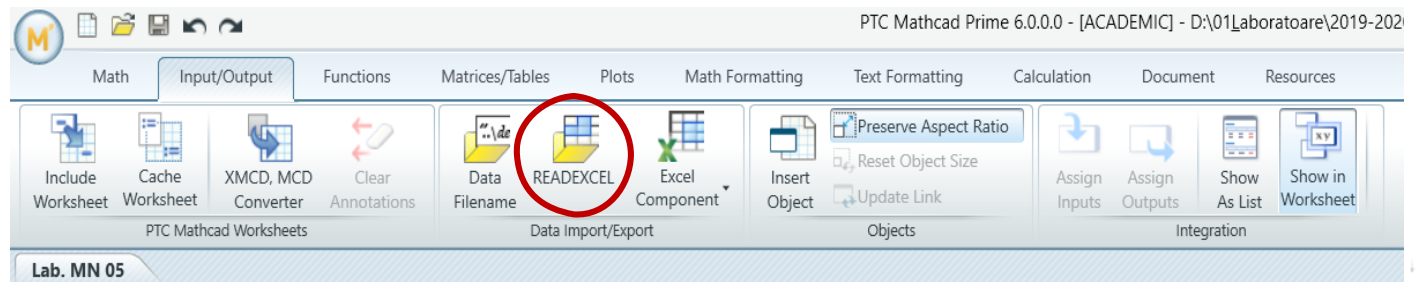 PTC Mathcad Prime 6.0.0.0 - [ACADEMIC] - D:\01Laboratoare\2019-202
M
Math Input/Output Functions Matrices/Tables Plots Math Formatting Text Formatting Calculation Document Resources
Include Worksheet
Cache Worksheet
XMCD, MCD Converter
Clear Annotations
PTC Mathcad Worksheets
"..\de
Data Filename
READEXCEL
Excel Component
Data Import/Export
Insert Object
Preserve Aspect Ratio
Reset Object Size
Update Link
Objects
Assign Inputs
Assign Outputs
Show As List
x y
Show in Worksheet
Integration
Lab. MN 05